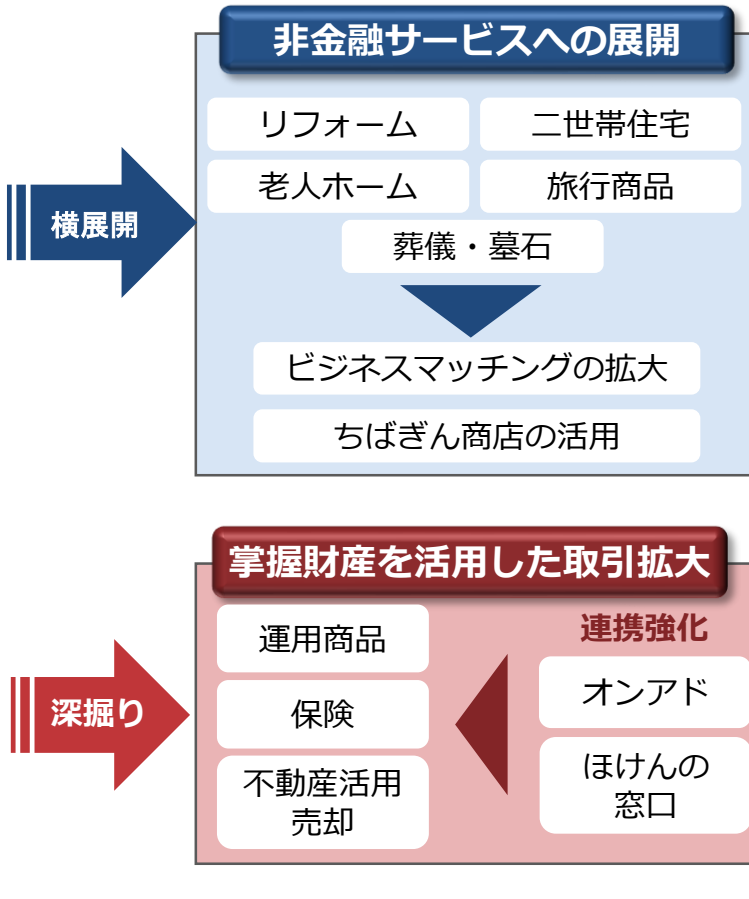 非金融サービスへの展開
リフォーム
二世帯住宅
老人ホーム
旅行商品
葬儀・墓石
横展開
ビジネスマッチングの拡大
ちばぎん商店の活用
掌握財産を活用した取引拡大
運用商品
連携強化
オンアド
深掘り
保険
ほけんの
窓口
不動産活用
売却